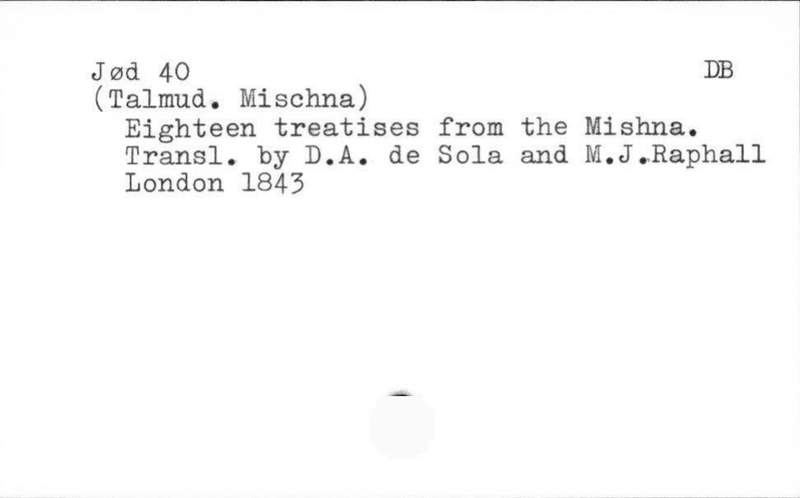 Jød 40 DB
(Talmud. Mischna)
Eighteen treatises from the Mishna.
Transl. by D.A. de Sola and M.J.Raphall
London 1843